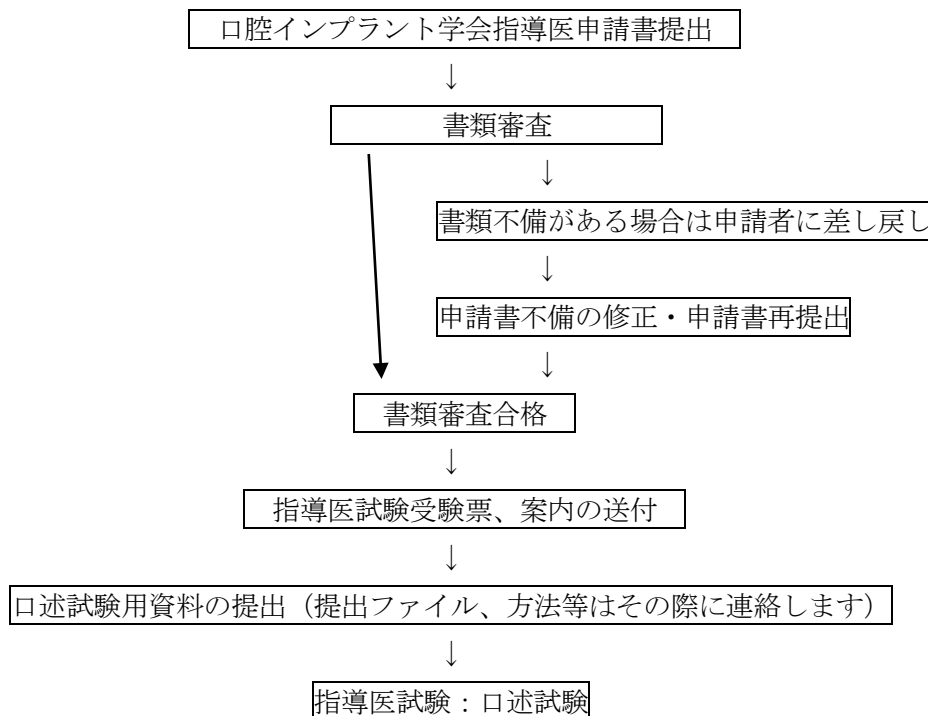 口腔インプラント学会指導医申請書提出
↓
書類審査
↓
書類不備がある場合は申請者に差し戻し
↓
申請書不備の修正・申請書再提出
↓
書類審査合格
↓
指導医試験受験票、案内の送付
↓
口述試験用資料の提出（提出ファイル、方法等はその際に連絡します）
↓
指導医試験：口述試験